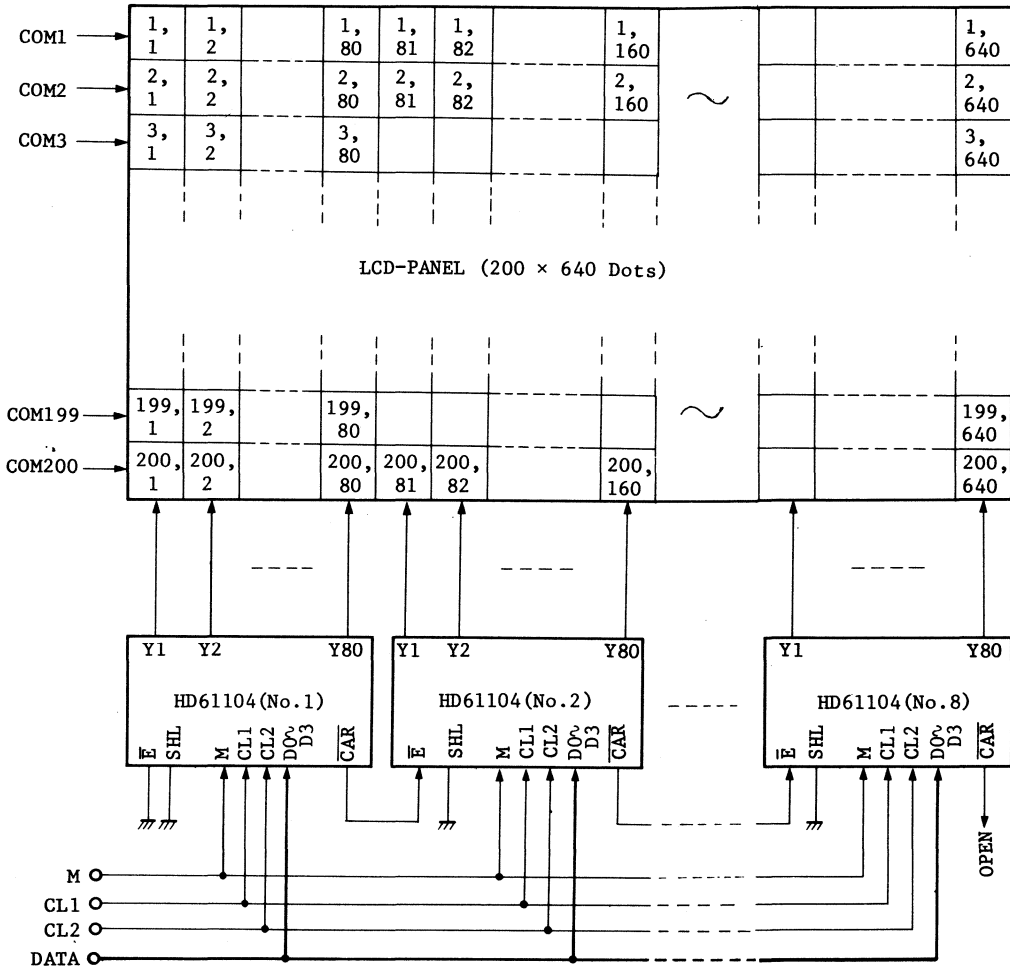 COM1 1, 1 1, 2 1, 80 1, 81 1, 82 1, 160 1, 640
COM2 2, 1 2, 2 2, 80 2, 81 2, 82 2, 160 2, 640
COM3 3, 1 3, 2 3, 80 3, 640
LCD-PANEL (200 × 640 Dots)
COM199 199, 1 199, 2 199, 80 199, 640
COM200 200, 1 200, 2 200, 80 200, 81 200, 82 200, 160 200, 640
Y1 Y2 Y80 Y1 Y2 Y80 Y1 Y80
HD61104(No.1) HD61104(No.2) HD61104(No.8)
E̅ SHL M CL1 CL2 D0~D3 C̅A̅R̅ E̅ SHL M CL1 CL2 D0~D3 C̅A̅R̅ E̅ SHL M CL1 CL2 D0~D3 C̅A̅R̅
OPEN
M
CL1
CL2
DATA